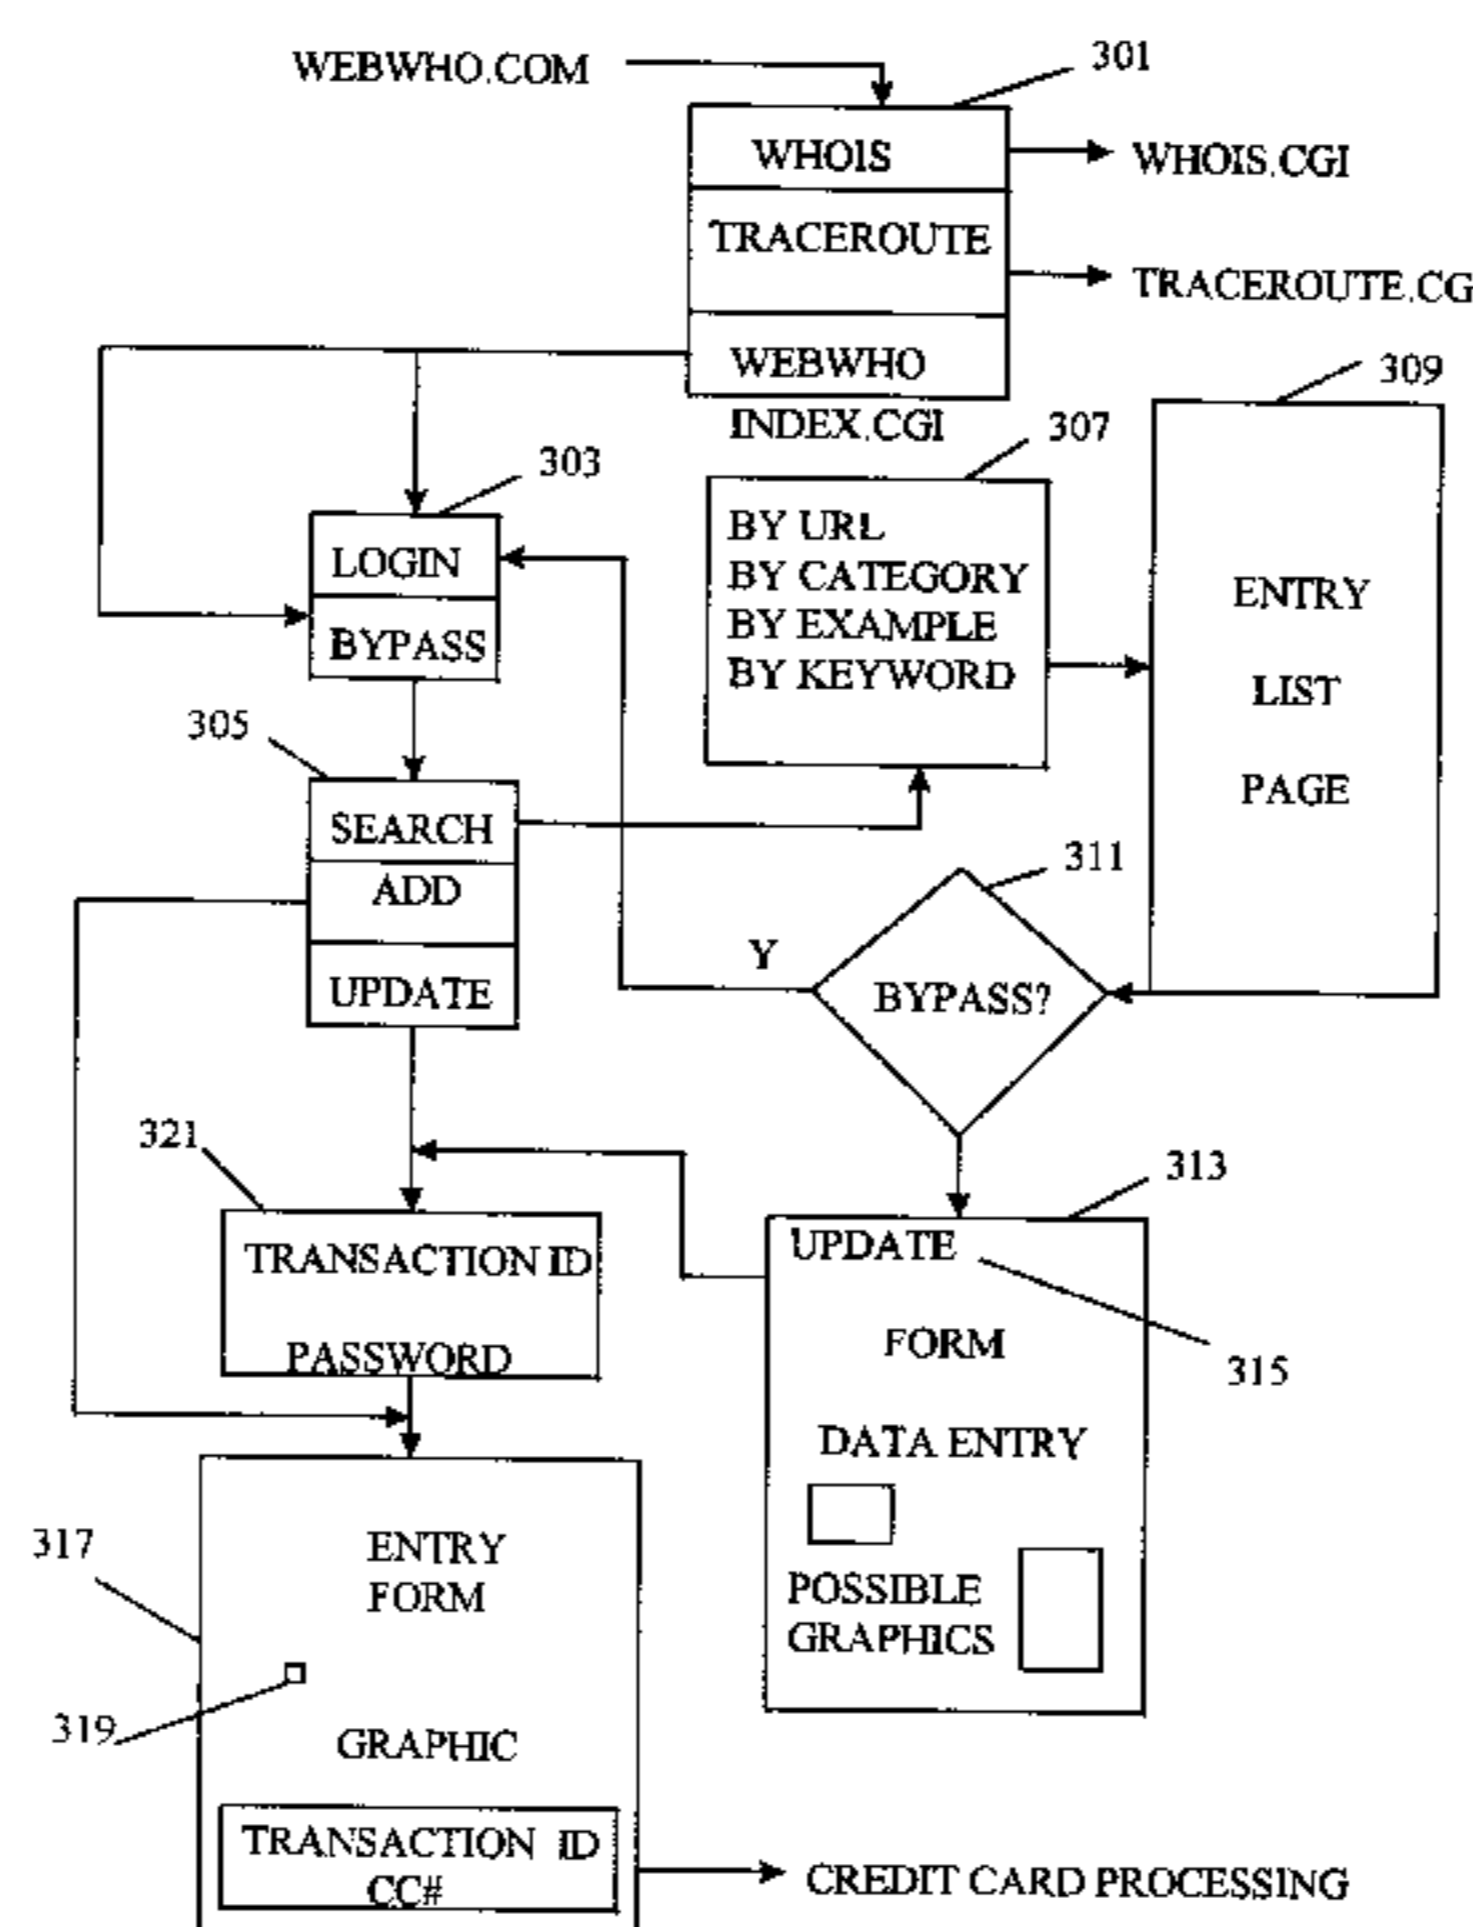 WEBWHO.COM
301
WHOIS
WHOIS.CGI
TRACEROUTE
TRACEROUTE.CG
WEBWHO
INDEX.CGI
309
307
303
LOGIN
BYPASS
BY URL
BY CATEGORY
BY EXAMPLE
BY KEYWORD
ENTRY
LIST
PAGE
305
SEARCH
ADD
UPDATE
311
Y
BYPASS?
321
TRANSACTION ID
PASSWORD
313
UPDATE
FORM
315
DATA ENTRY
POSSIBLE
GRAPHICS
317
ENTRY
FORM
319
GRAPHIC
TRANSACTION ID
CC#
CREDIT CARD PROCESSING